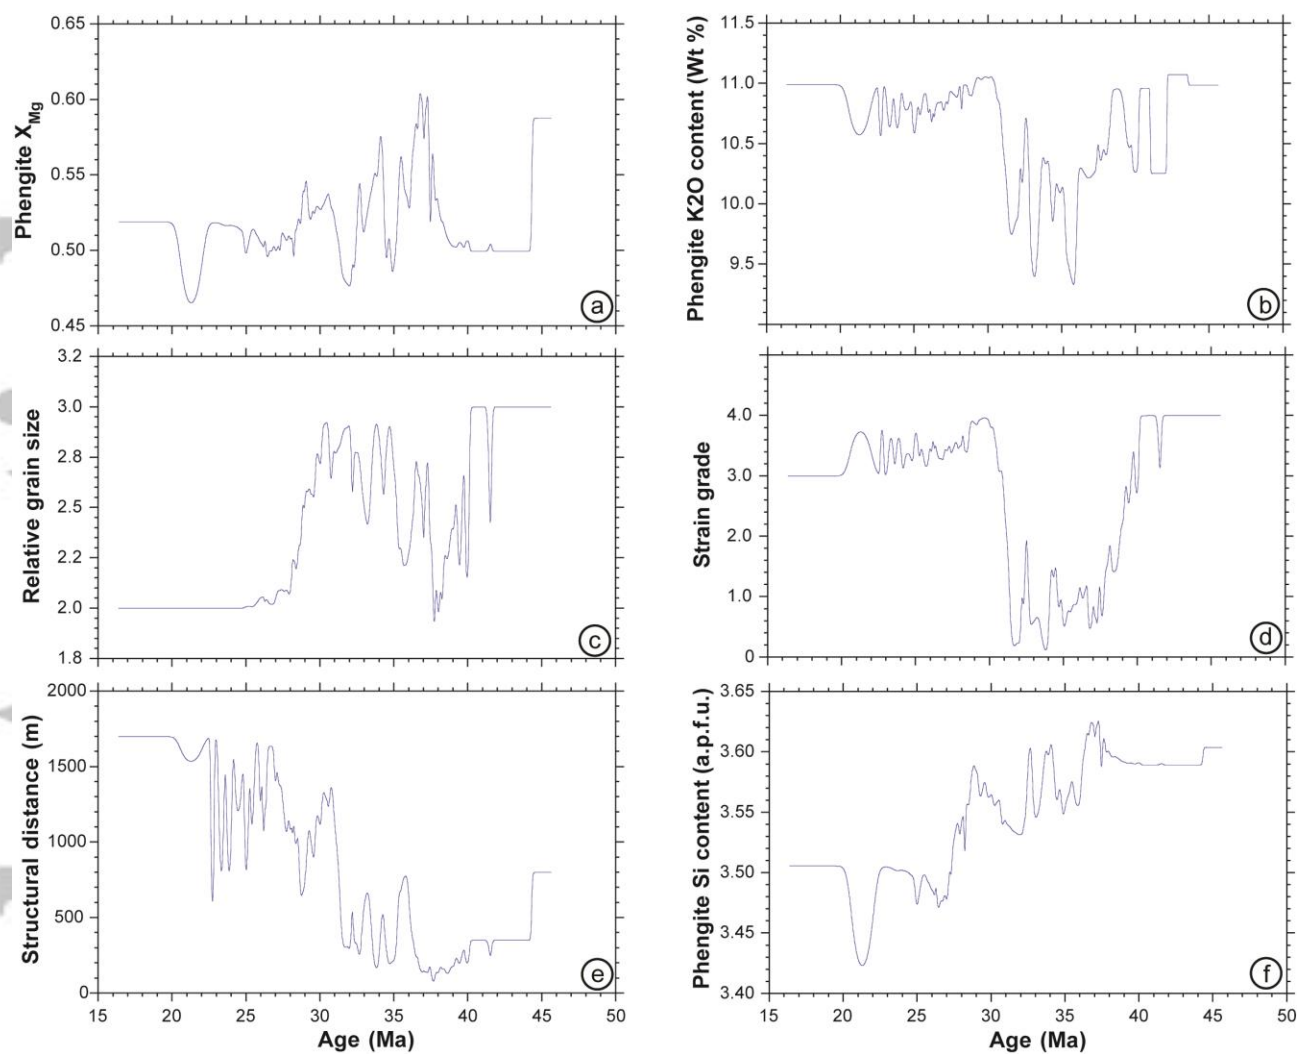 0.65
0.60
0.55
0.50
0.45
Phengite XMg
a
11.5
11.0
10.5
10.0
9.5
Phengite K2O content (Wt %)
b
3.2
3.0
2.8
2.5
2.2
2.0
1.8
Relative grain size
c
4.0
3.0
2.0
1.0
0
Strain grade
d
2000
1500
1000
500
0
Structural distance (m)
e
15 20 25 30 35 40 45 50
Age (Ma)
3.65
3.60
3.55
3.50
3.45
3.40
Phengite Si content (a.p.f.u.)
f
15 20 25 30 35 40 45 50
Age (Ma)